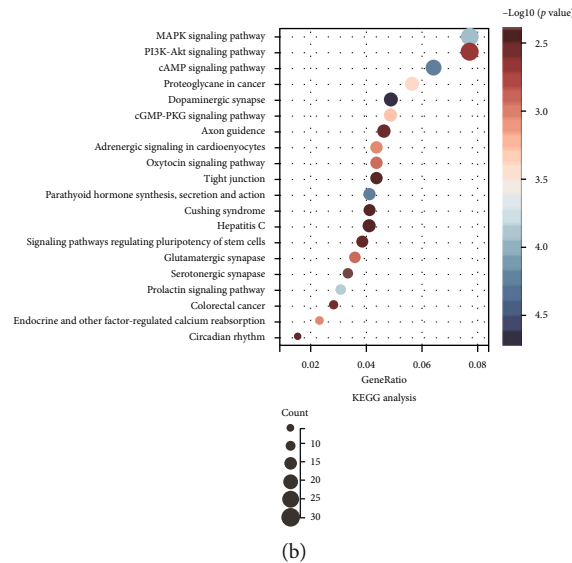 –Log10 (p value)
MAPK signaling pathway
PI3K-Akt signaling pathway
cAMP signaling pathway
Proteoglycane in cancer
Dopaminergic synapse
cGMP-PKG signaling pathway
Axon guidance
Adrenergic signaling in cardioenyocytes
Oxytocin signaling pathway
Tight junction
Parathyoid hormone synthesis, secretion and action
Cushing syndrome
Hepatitis C
Signaling pathways regulating pluripotency of stem cells
Glutamatergic synapase
Serotonergic synapase
Prolactin signaling pathway
Colorectal cancer
Endocrine and other factor-regulated calcium reabsorption
Circadian rhythm
2.5
3.0
3.5
4.0
4.5
0.02 0.04 0.06 0.08
GeneRatio
KEGG analysis
Count
10
15
20
25
30
(b)